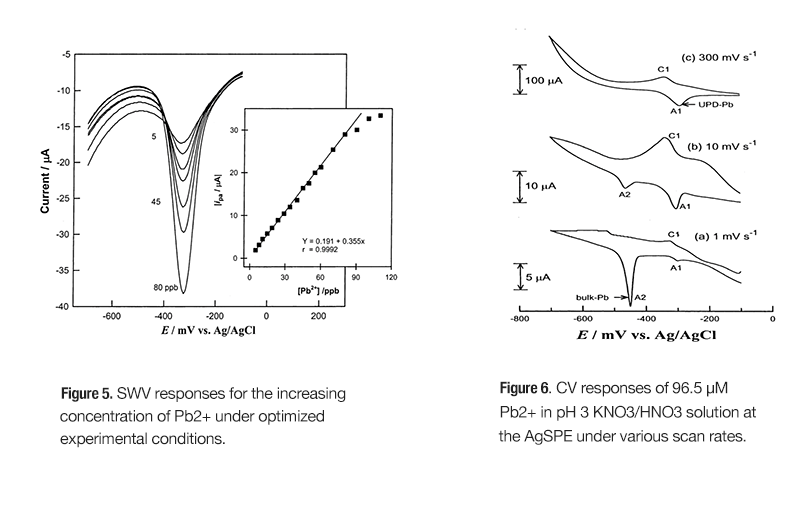 -5
-10
-15
-20
-25
-30
-35
-40
Current / µA
-600
-400
-200
0
200
E / mV vs. Ag/AgCl
5
45
80 ppb
30
20
10
0
|Ipa / µA|
0
30
60
90
120
[Pb2+] /ppb
Y = 0.191 + 0.355x
r = 0.9992
Figure 5. SWV responses for the increasing
concentration of Pb2+ under optimized
experimental conditions.
C1
(c) 300 mV s-1
100 µA
UPD-Pb
A1
C1
(b) 10 mV s-1
10 µA
A2
A1
C1
(a) 1 mV s-1
A1
5 µA
bulk-Pb
A2
-800
-600
-400
-200
0
E / mV vs. Ag/AgCl
Figure 6. CV responses of 96.5 µM
Pb2+ in pH 3 KNO3/HNO3 solution at
the AgSPE under various scan rates.